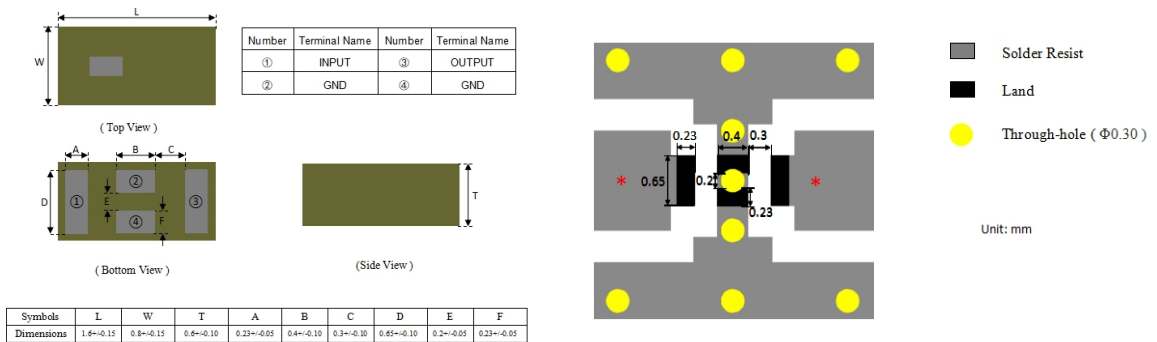 L
W
( Top View )
Number Terminal Name Number Terminal Name
① INPUT ③ OUTPUT
② GND ④ GND
A B C
D E F
① ② ③ ④
( Bottom View )
T
(Side View )
Symbols L W T A B C D E F
Dimensions 1.6+/-0.15 0.8+/-0.15 0.6+/-0.10 0.23+/-0.05 0.4+/-0.10 0.3+/-0.10 0.65+/-0.10 0.2+/-0.05 0.23+/-0.05
0.23 0.4 0.3
0.65 0.2
0.23
* *
Solder Resist
Land
Through-hole ( Φ0.30 )
Unit: mm